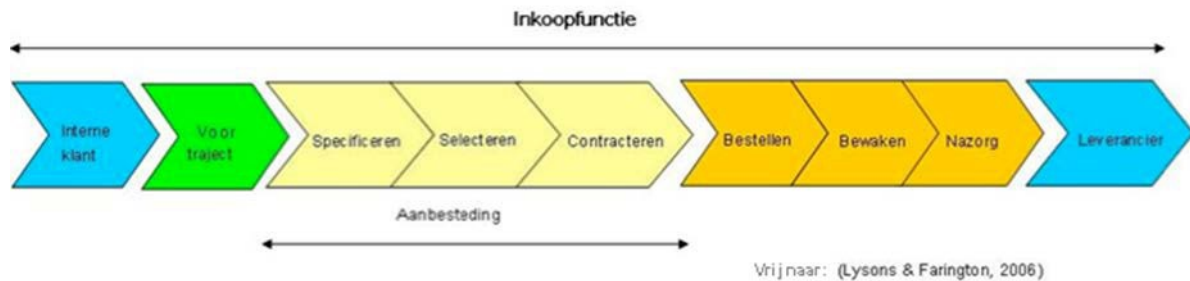 Inkoopfunctie
Interne
klant
Voor
traject
Specificeren
Selecteren
Contracteren
Bestellen
Bewaken
Nazorg
Leverancier
Aanbesteding
Vrij naar: (Lysons & Farington, 2006)